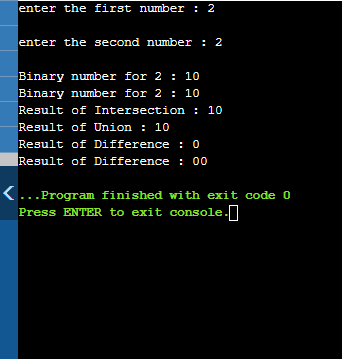 enter the first number : 2
enter the second number : 2
Binary number for 2 : 10
Binary number for 2 : 10
Result of Intersection : 10
Result of Union : 10
Result of Difference : 0
Result of Difference : 00
...Program finished with exit code 0
Press ENTER to exit console.